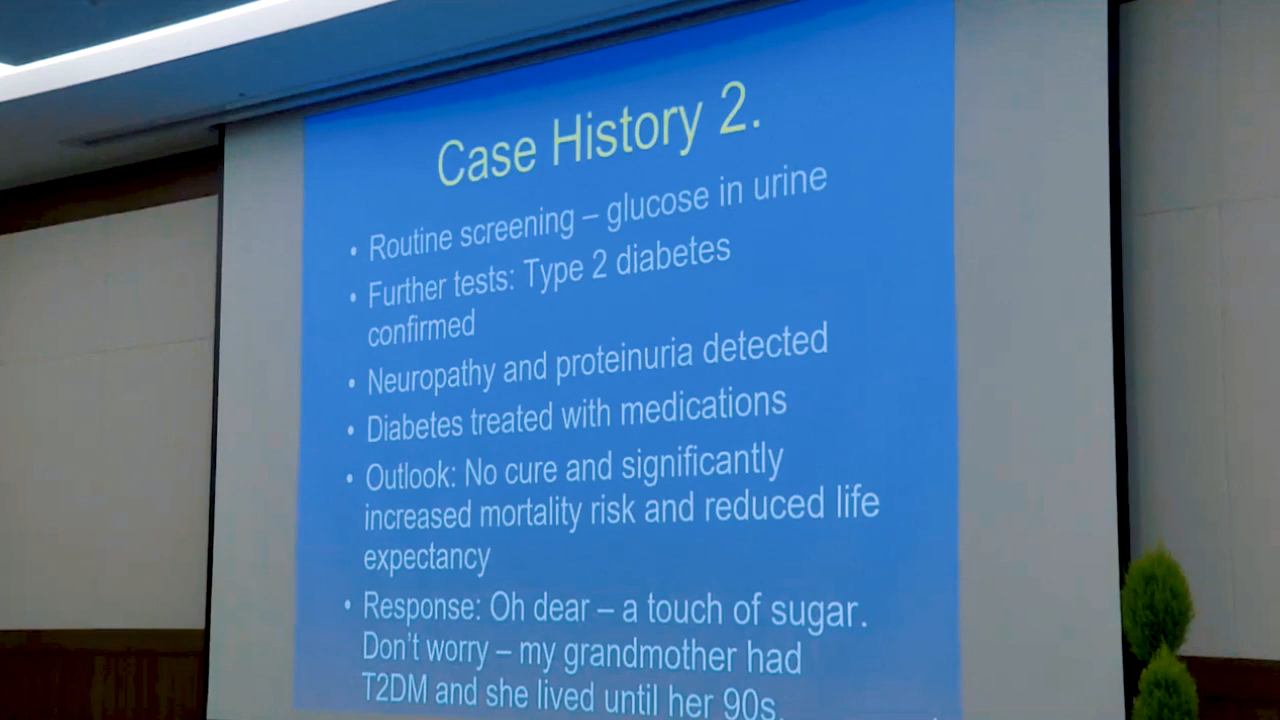 Case History 2.
• Routine screening – glucose in urine
• Further tests: Type 2 diabetes
confirmed
• Neuropathy and proteinuria detected
• Diabetes treated with medications
• Outlook: No cure and significantly
increased mortality risk and reduced life
expectancy
• Response: Oh dear – a touch of sugar.
Don't worry – my grandmother had
T2DM and she lived until her 90s.